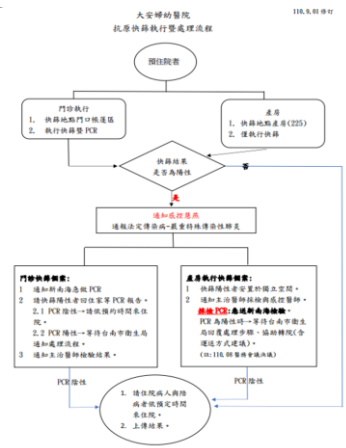 110.9.01 修訂
大安婦幼醫院
抗原快篩執行暨處理流程
預住院者
門診執行
1. 快篩地點門口帳篷區
2. 執行快篩暨PCR
產房
1. 快篩地點產房(225)
2. 僅執行快篩
快篩結果
是否為陽性
否
是
通知感控慧燕
通報法定傳染病-嚴重特殊傳染性肺炎
門診快篩個案:
1 通知新南海急做PCR
2 請快篩陽性者回住家等PCR報告。
2.1 PCR陰性→請依預約時間來住
院。
2.2 PCR陽性→等待台南市衛生局
通知處理流程。
3 通知主治醫師檢驗結果。
產房執行快篩個案:
1 快篩陽性者安置於獨立空間。
2 通知主治醫師採檢與感控醫師。
採檢PCR:急送新南海檢驗。
PCR為陽性時→等待台南市衛生
局回覆處理步驟、協助轉院(含
運送方式建議)。
(註:110.08醫務會議決議)
PCR陰性
PCR陰性
1. 請住院病人與陪
病者依預定時間
來住院。
2. 上傳結果。